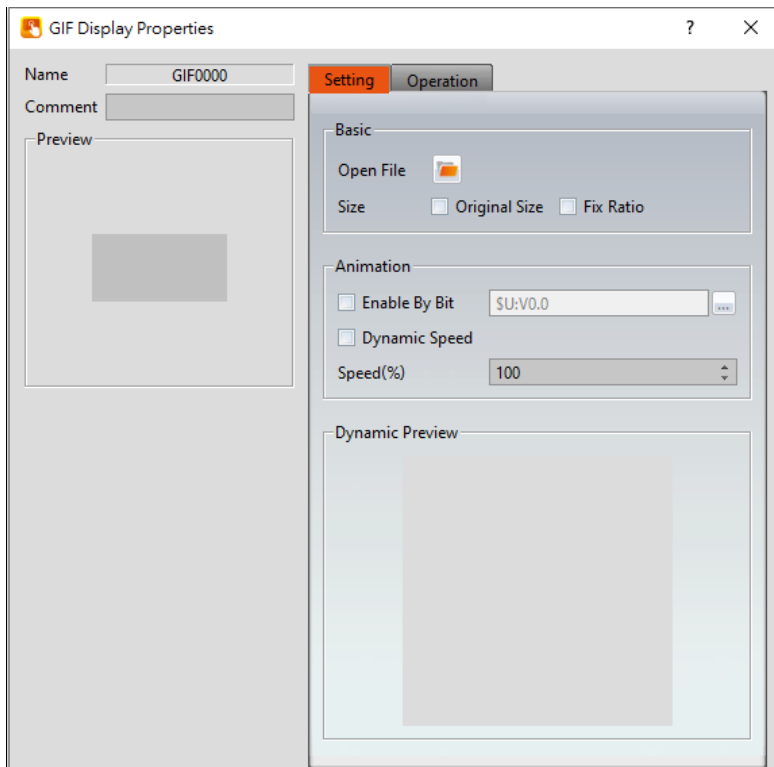 GIF Display Properties ? ×
Name GIF0000
Comment
Preview
Setting Operation
Basic
Open File
Size Original Size Fix Ratio
Animation
Enable By Bit $U:V0.0 ...
Dynamic Speed
Speed(%) 100
Dynamic Preview